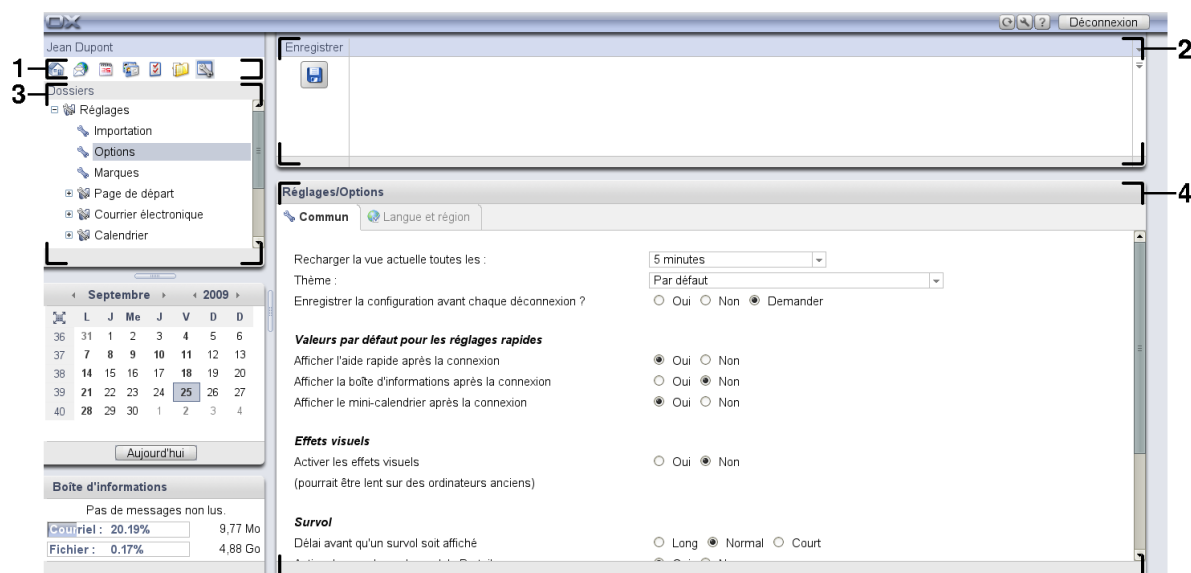 OX
Déconnexion
Jean Dupont
Enregistrer
1
2
3
Dossiers
Réglages
Importation
Options
Marques
Page de départ
Courrier électronique
Calendrier
4
Réglages/Options
Commun
Langue et région
Recharger la vue actuelle toutes les :
5 minutes
Thème :
Par défaut
Enregistrer la configuration avant chaque déconnexion ?
Oui Non Demander
Valeurs par défaut pour les réglages rapides
Afficher l'aide rapide après la connexion
Oui Non
Afficher la boîte d'informations après la connexion
Oui Non
Afficher le mini-calendrier après la connexion
Oui Non
Effets visuels
Activer les effets visuels
Oui Non
(pourrait être lent sur des ordinateurs anciens)
Survol
Délai avant qu'un survol soit affiché
Long Normal Court
Septembre 2009
L J Me J V D D
36 31 1 2 3 4 5 6
37 7 8 9 10 11 12 13
38 14 15 16 17 18 19 20
39 21 22 23 24 25 26 27
40 28 29 30 1 2 3 4
Aujourd'hui
Boîte d'informations
Pas de messages non lus.
Courriel : 20.19% 9,77 Mo
Fichier : 0.17% 4,88 Go